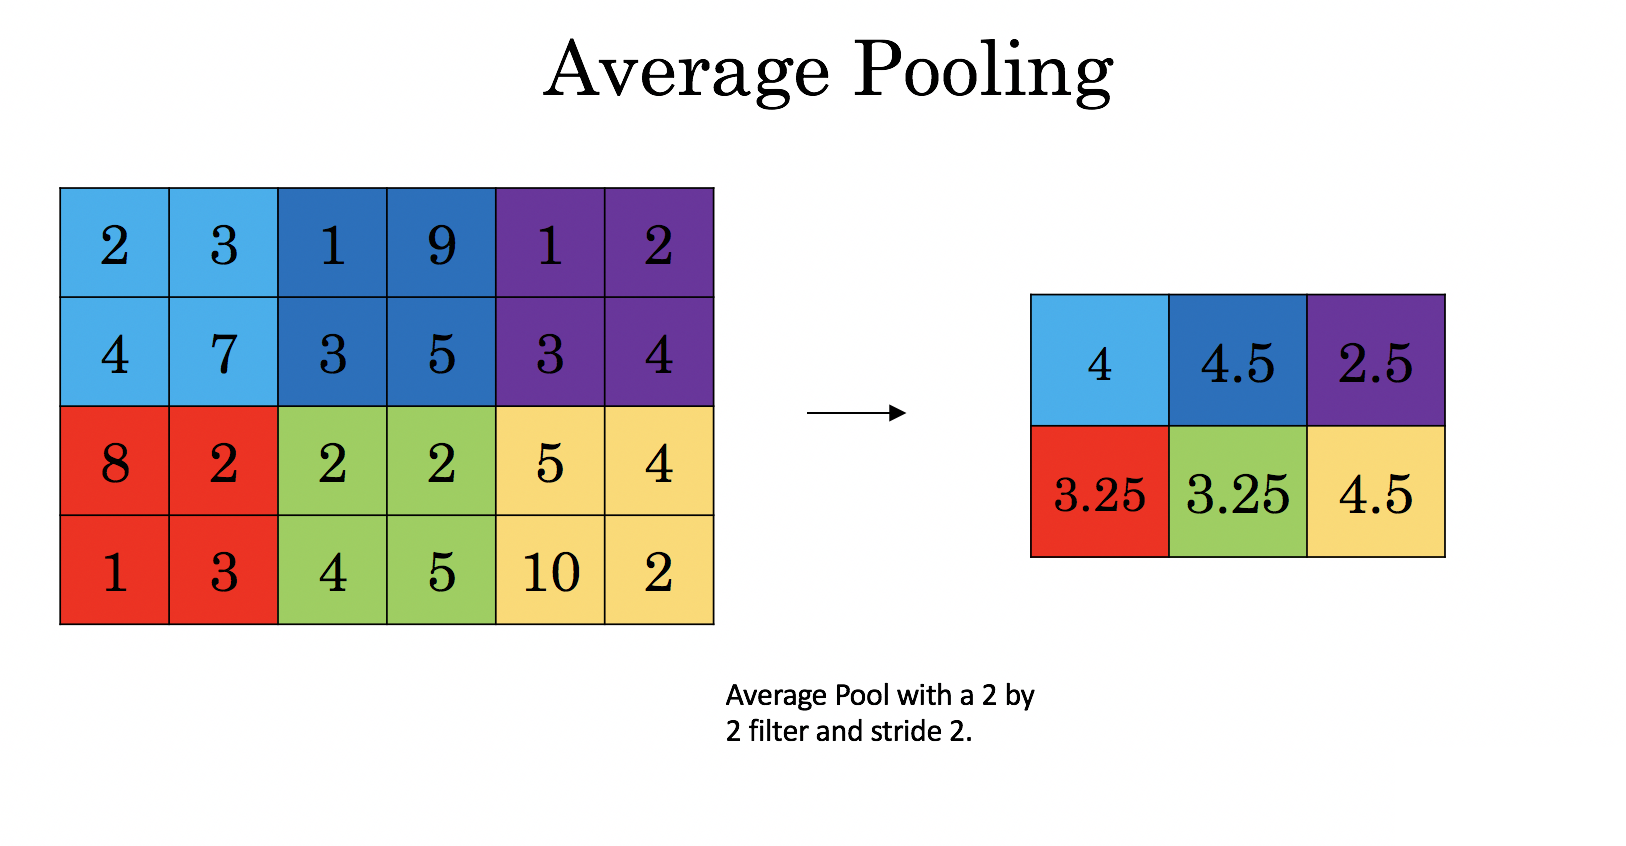 Average Pooling
2 3 1 9 1 2
4 7 3 5 3 4
4 4.5 2.5
8 2 2 2 5 4
3.25 3.25 4.5
1 3 4 5 10 2
Average Pool with a 2 by
2 filter and stride 2.